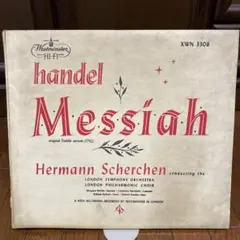 Westminster
HI-FI
XWN 3308
handel
Messiah
original Dublin version (1742)
Hermann Scherchen conducting the
LONDON SYMPHONY ORCHESTRA
LONDON PHILHARMONIC CHOIR